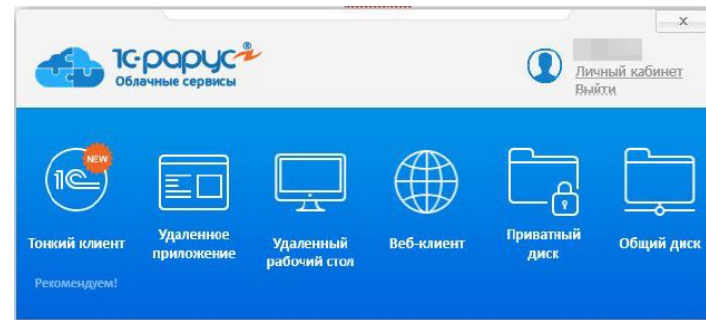 x
1С·рарус®
Облачные сервисы
Личный кабинет
Выйти
NEW
1С
Тонкий клиент
Рекомендуем!
Удаленное
приложение
Удаленный
рабочий стол
Веб-клиент
Приватный
диск
Общий диск